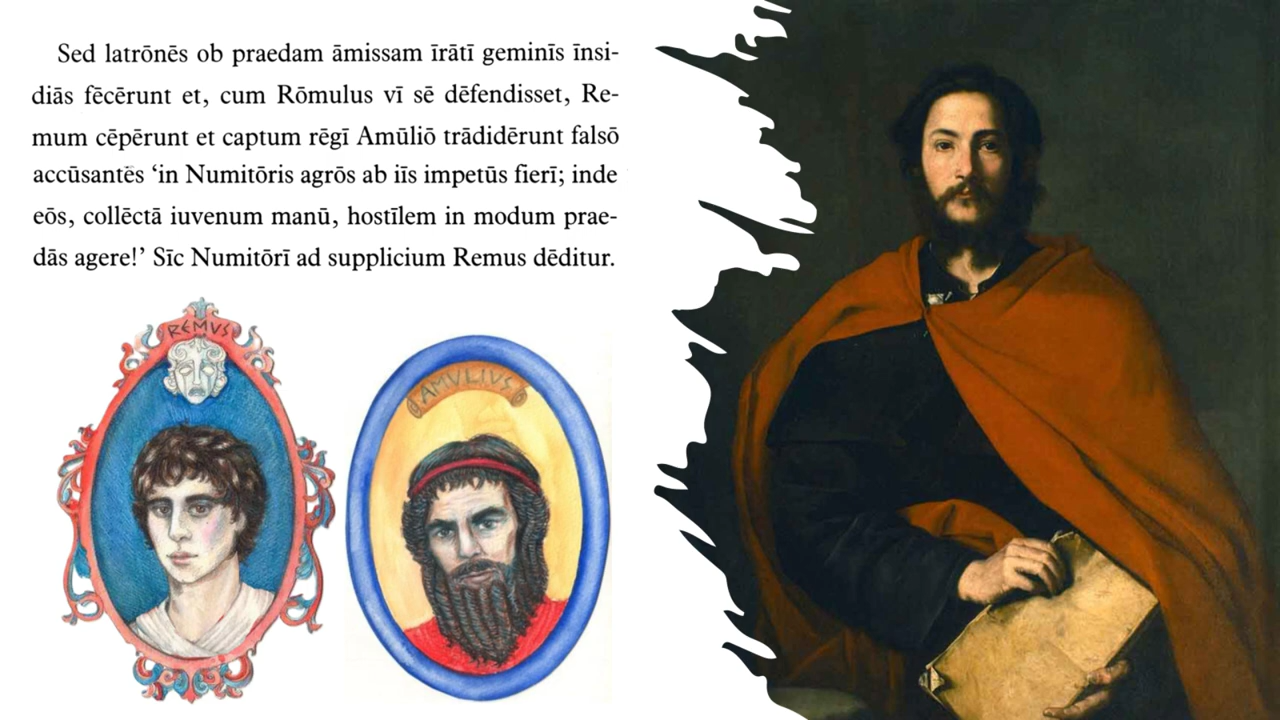 Sed latrōnēs ob praedam āmissam īrātī geminīs īnsi-
diās fēcērunt et, cum Rōmulus vī sē dēfendisset, Re-
mum cēpērunt et captum rēgī Amūliō trādidērunt falsō
accūsantēs ‘in Numitōris agrōs ab iīs impetūs fierī; inde
eōs, collēctā iuvenum manū, hostīlem in modum prae-
dās agere!’ Sīc Numitōrī ad supplicium Remus dēditur.
REMVS
AMVLIVS